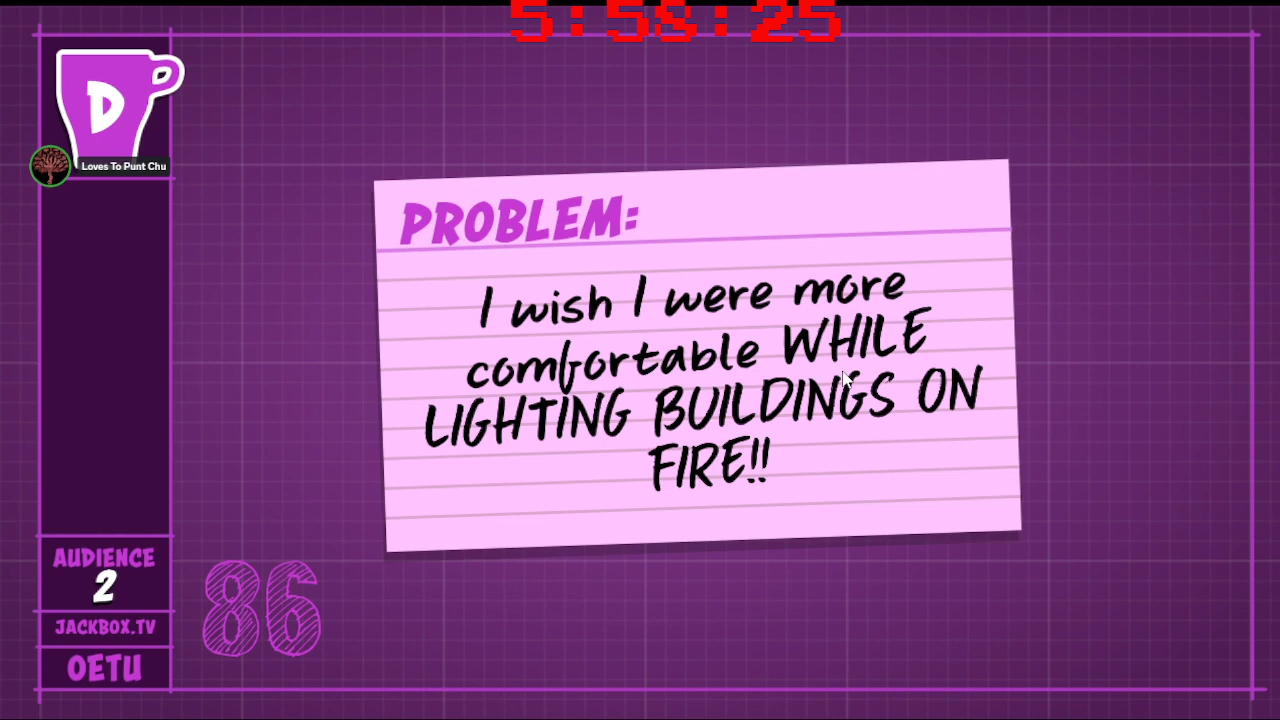 5:58:25
D
Loves To Punt Chu
PROBLEM:
I wish I were more
comfortable WHILE
LIGHTING BUILDINGS ON
FIRE!!
AUDIENCE
2
JACKBOX.TV
OETU
86